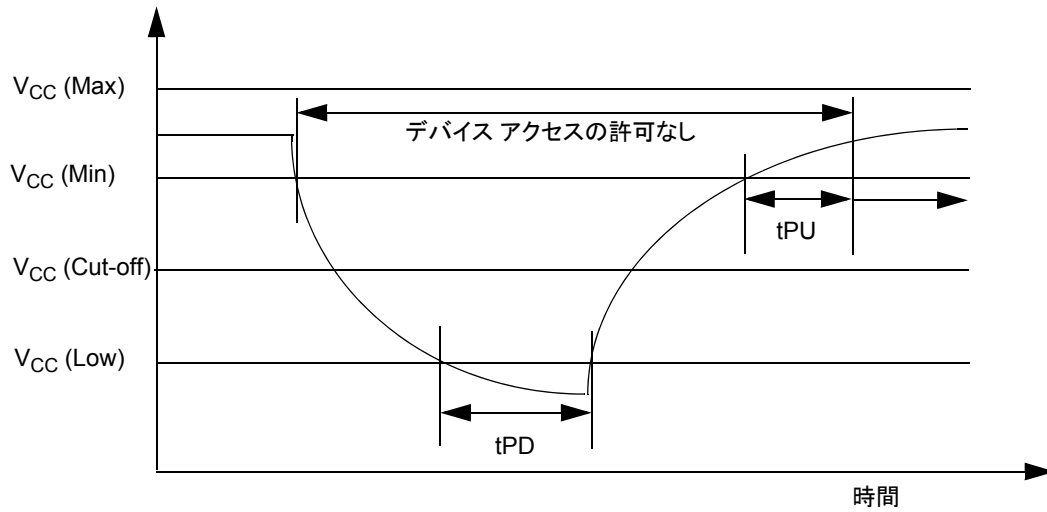 V_CC (Max)
デバイス アクセスの許可なし
V_CC (Min)
tPU
V_CC (Cut-off)
V_CC (Low)
tPD
時間